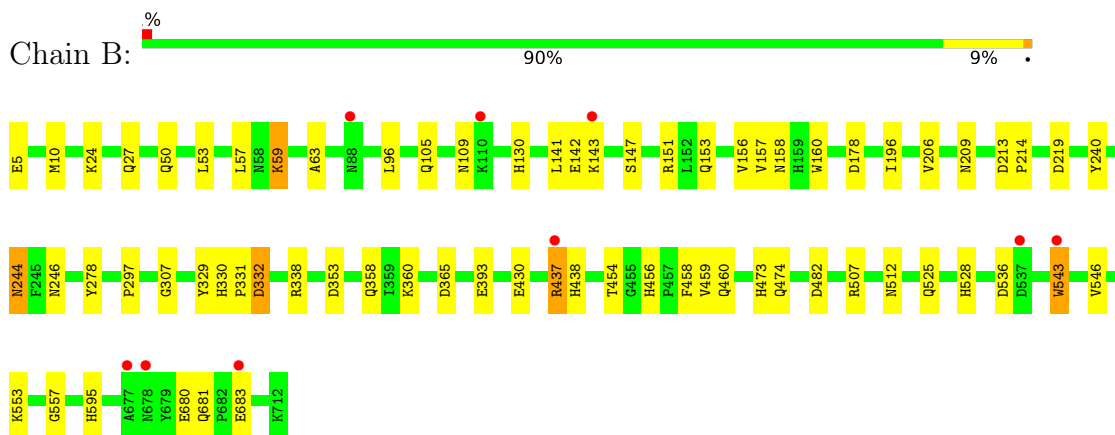 %
Chain B:
90%
9%
•
E5 M10 K24 Q27 Q50 L53 L57 N58 K59 A63 N88 L96 Q105 N109 K110 H130 L141 E142 K143 S147 R151 L152 Q153 V156 V157 N158 H159 W160 D178 I196 V206 N209 D213 P214 D219 Y240
N244 F245 N246 Y278 P297 G307 Y329 H330 P331 D332 R338 D353 Q358 I359 K360 D365 E393 E430 R437 H438 T454 G455 H456 P457 F458 V459 Q460 H473 Q474 D482 R507 N512 Q525 H528 D536 D537 W543 V546
K553 G557 H595 A677 N678 Y679 E680 Q681 P682 E683 K712